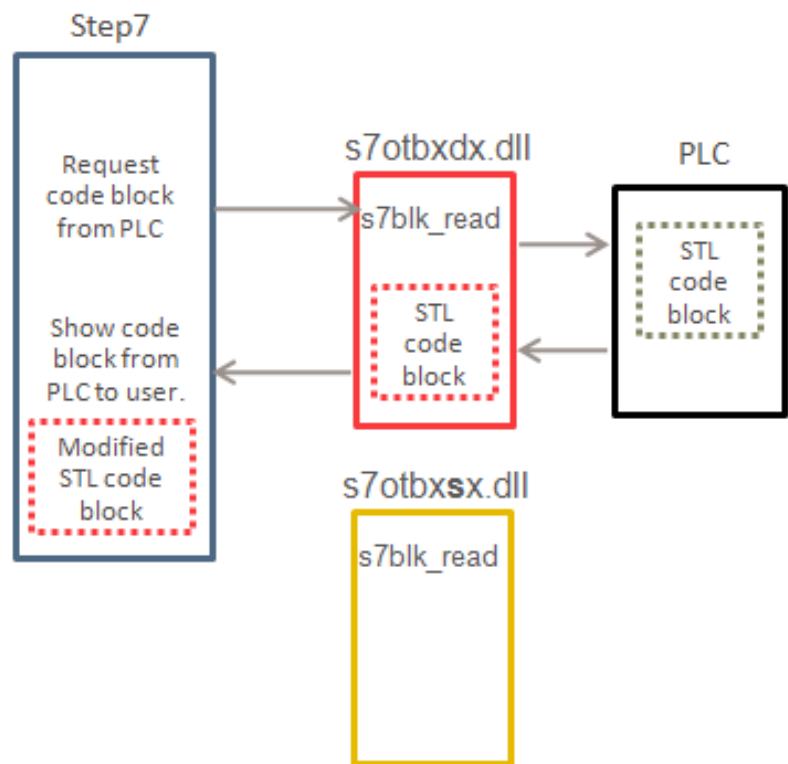 Step7
Request
code block
from PLC
Show code
block from
PLC to user.
Modified
STL code
block
s7otbxdx.dll
s7blk_read
STL
code
block
PLC
STL
code
block
s7otbxsx.dll
s7blk_read